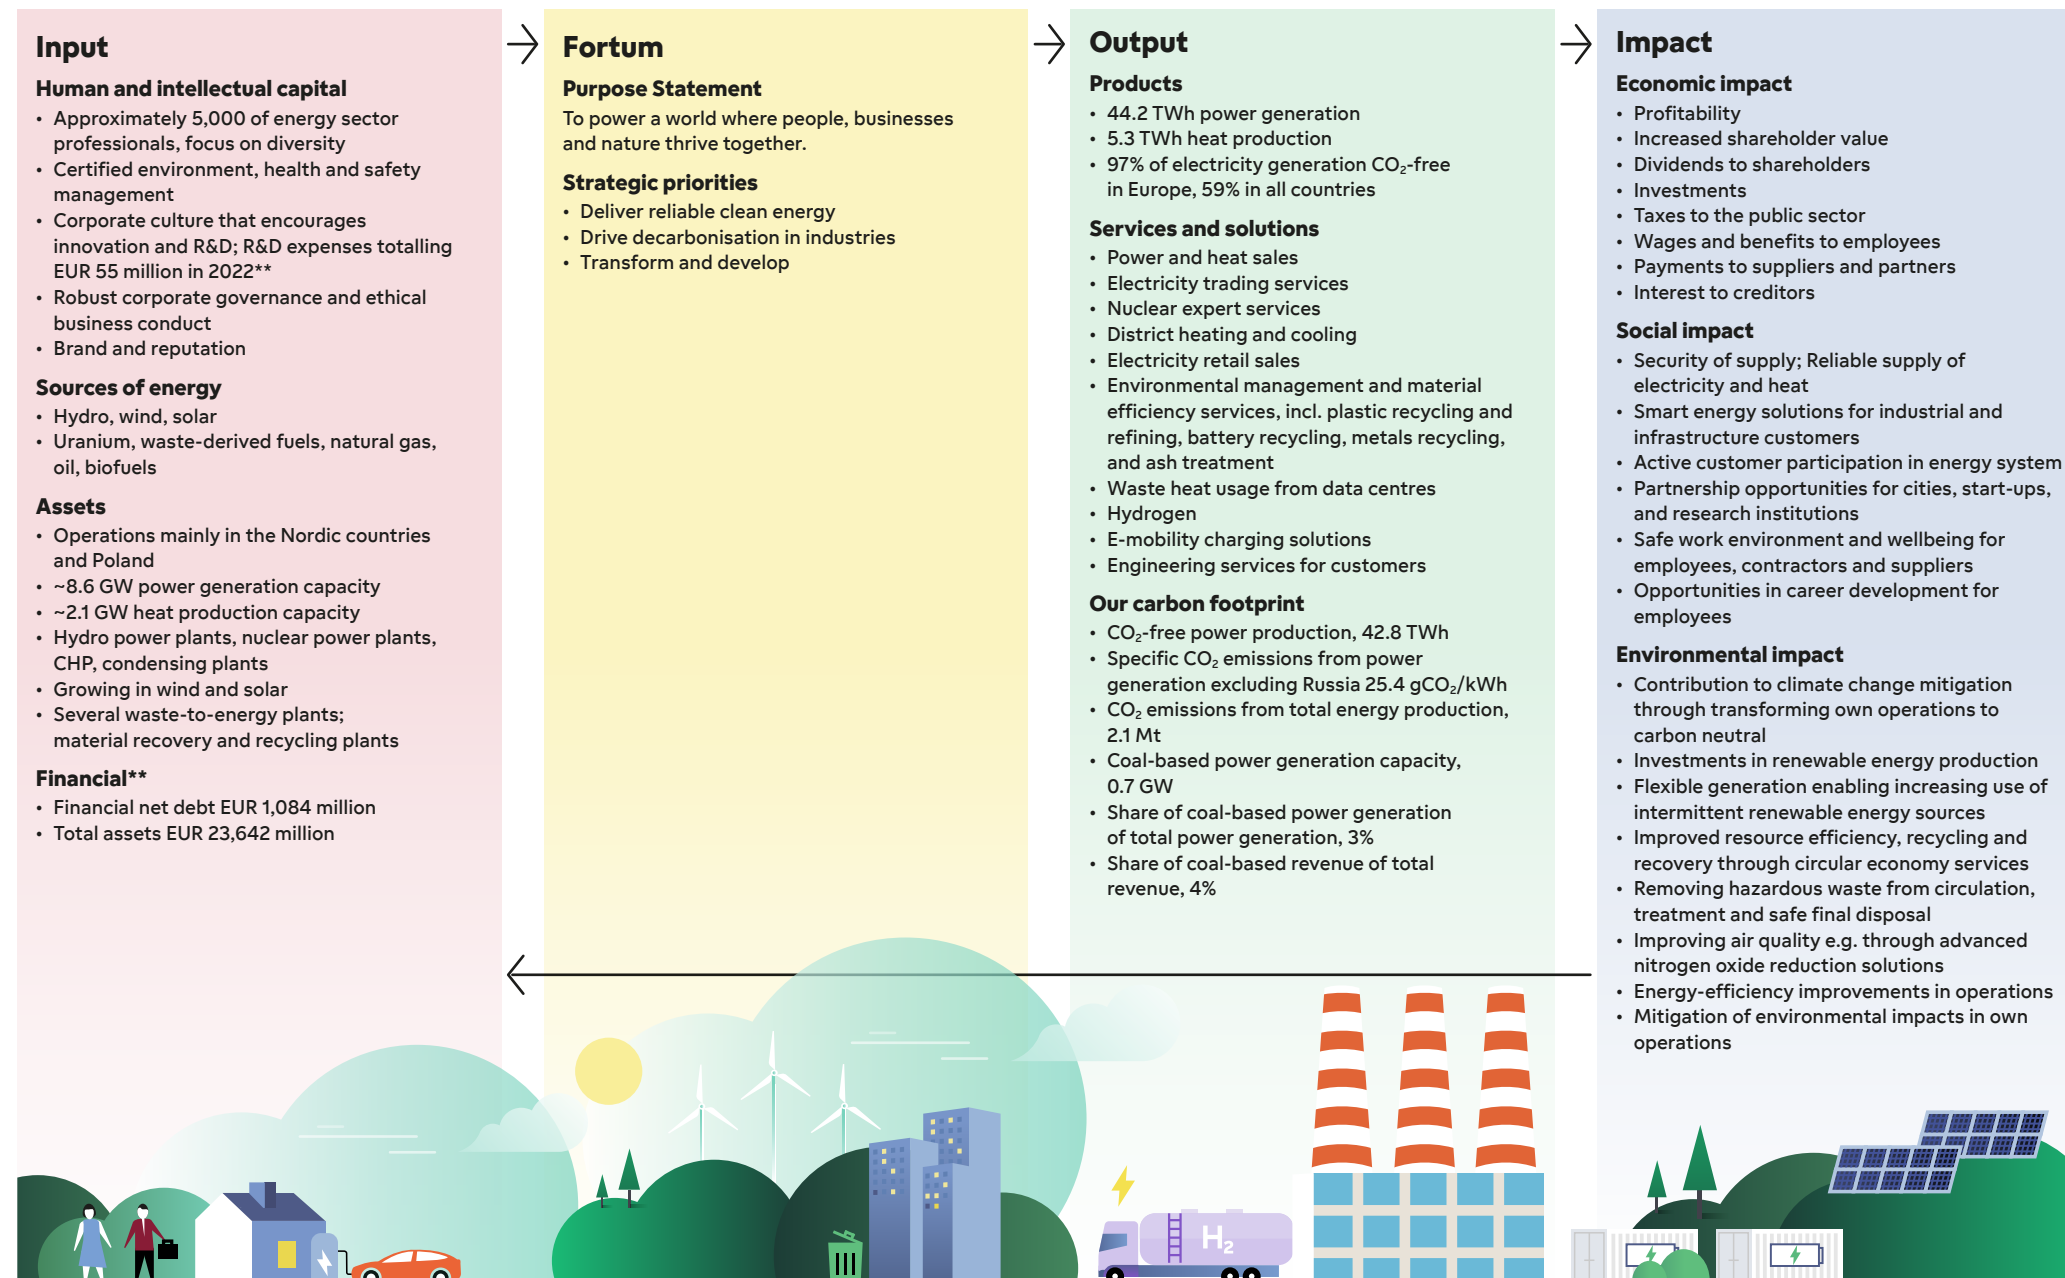 Input
Human and intellectual capital
• Approximately 5,000 of energy sector
professionals, focus on diversity
• Certified environment, health and safety
management
• Corporate culture that encourages
innovation and R&D; R&D expenses totalling
EUR 55 million in 2022**
• Robust corporate governance and ethical
business conduct
• Brand and reputation
Sources of energy
• Hydro, wind, solar
• Uranium, waste-derived fuels, natural gas,
oil, biofuels
Assets
• Operations mainly in the Nordic countries
and Poland
• ~8.6 GW power generation capacity
• ~2.1 GW heat production capacity
• Hydro power plants, nuclear power plants,
CHP, condensing plants
• Growing in wind and solar
• Several waste-to-energy plants;
material recovery and recycling plants
Financial**
• Financial net debt EUR 1,084 million
• Total assets EUR 23,642 million
Fortum
Purpose Statement
To power a world where people, businesses
and nature thrive together.
Strategic priorities
• Deliver reliable clean energy
• Drive decarbonisation in industries
• Transform and develop
Output
Products
• 44.2 TWh power generation
• 5.3 TWh heat production
• 97% of electricity generation CO₂-free
in Europe, 59% in all countries
Services and solutions
• Power and heat sales
• Electricity trading services
• Nuclear expert services
• District heating and cooling
• Electricity retail sales
• Environmental management and material
efficiency services, incl. plastic recycling and
refining, battery recycling, metals recycling,
and ash treatment
• Waste heat usage from data centres
• Hydrogen
• E-mobility charging solutions
• Engineering services for customers
Our carbon footprint
• CO₂-free power production, 42.8 TWh
• Specific CO₂ emissions from power
generation excluding Russia 25.4 gCO₂/kWh
• CO₂ emissions from total energy production,
2.1 Mt
• Coal-based power generation capacity,
0.7 GW
• Share of coal-based power generation
of total power generation, 3%
• Share of coal-based revenue of total
revenue, 4%
Impact
Economic impact
• Profitability
• Increased shareholder value
• Dividends to shareholders
• Investments
• Taxes to the public sector
• Wages and benefits to employees
• Payments to suppliers and partners
• Interest to creditors
Social impact
• Security of supply; Reliable supply of
electricity and heat
• Smart energy solutions for industrial and
infrastructure customers
• Active customer participation in energy system
• Partnership opportunities for cities, start-ups,
and research institutions
• Safe work environment and wellbeing for
employees, contractors and suppliers
• Opportunities in career development for
employees
Environmental impact
• Contribution to climate change mitigation
through transforming own operations to
carbon neutral
• Investments in renewable energy production
• Flexible generation enabling increasing use of
intermittent renewable energy sources
• Improved resource efficiency, recycling and
recovery through circular economy services
• Removing hazardous waste from circulation,
treatment and safe final disposal
• Improving air quality e.g. through advanced
nitrogen oxide reduction solutions
• Energy-efficiency improvements in operations
• Mitigation of environmental impacts in own
operations
H₂